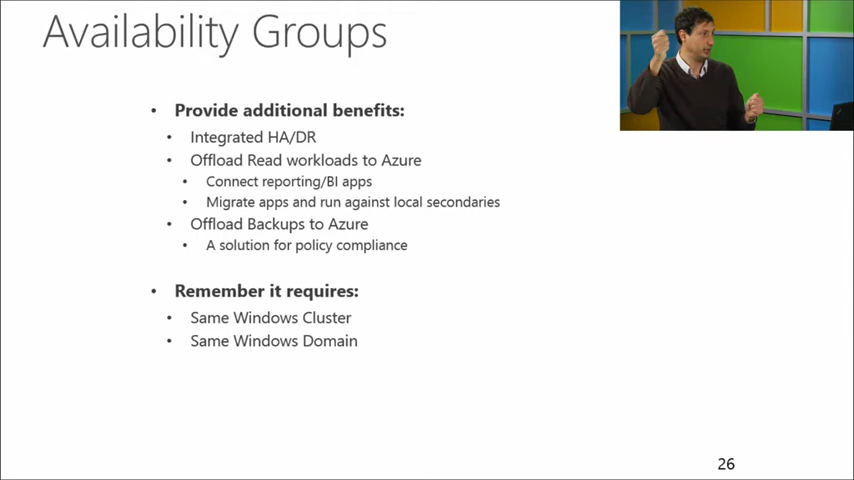 Availability Groups
• Provide additional benefits:
• Integrated HA/DR
• Offload Read workloads to Azure
• Connect reporting/BI apps
• Migrate apps and run against local secondaries
• Offload Backups to Azure
• A solution for policy compliance
• Remember it requires:
• Same Windows Cluster
• Same Windows Domain
26